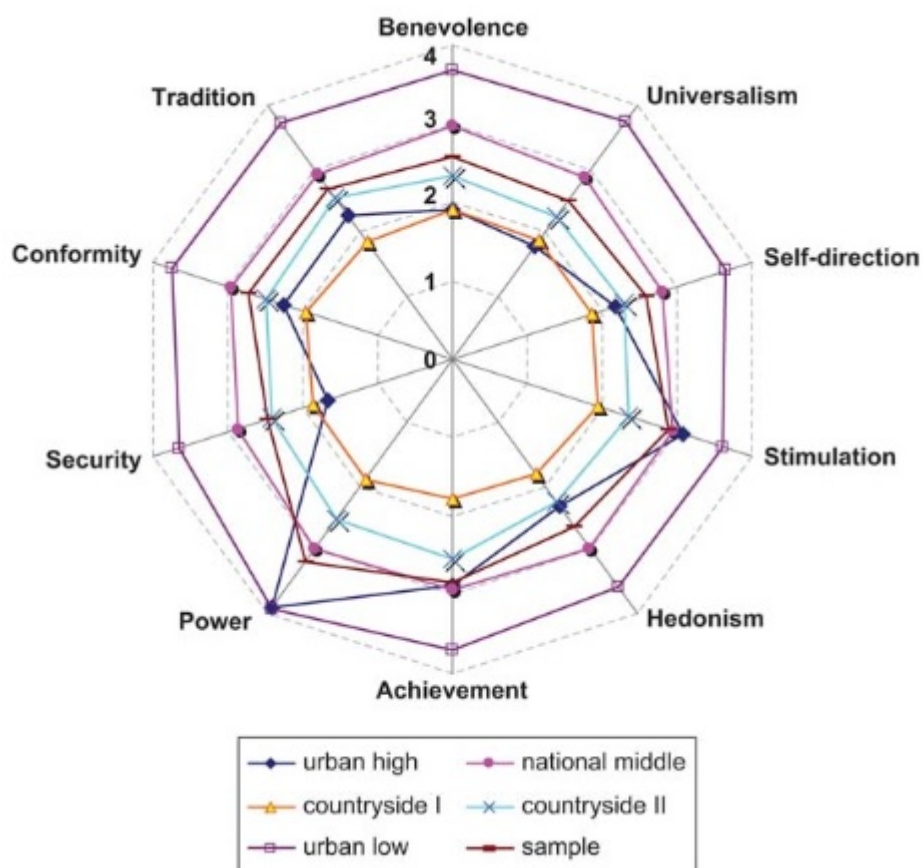 Benevolence
4
Tradition
Universalism
3
2
Conformity
Self-direction
1
0
Security
Stimulation
Power
Hedonism
Achievement
urban high
national middle
countryside I
countryside II
urban low
sample